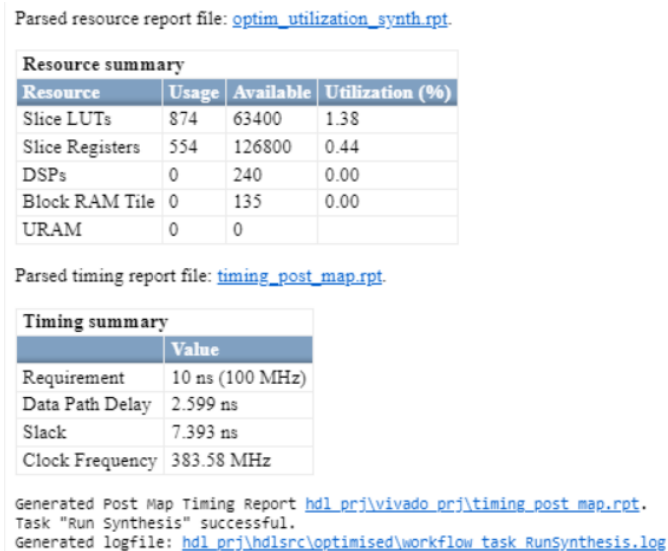 Parsed resource report file: optim_utilization_synth.rpt.
Resource summary
Resource Usage Available Utilization (%)
Slice LUTs 874 63400 1.38
Slice Registers 554 126800 0.44
DSPs 0 240 0.00
Block RAM Tile 0 135 0.00
URAM 0 0
Parsed timing report file: timing_post_map.rpt.
Timing summary
Value
Requirement 10 ns (100 MHz)
Data Path Delay 2.599 ns
Slack 7.393 ns
Clock Frequency 383.58 MHz
Generated Post Map Timing Report hdl_prj\vivado_prj\timing_post_map.rpt.
Task "Run Synthesis" successful.
Generated logfile: hdl_prj\hdlsrc\optimised\workflow_task_RunSynthesis.log